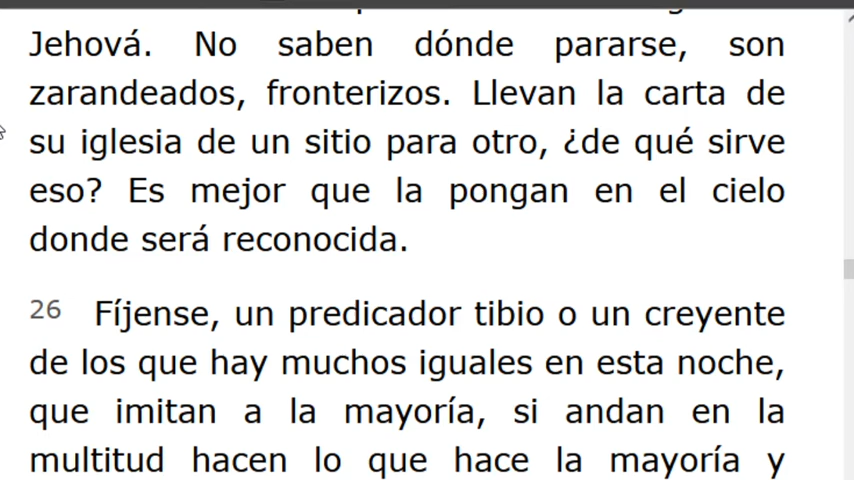 Jehová. No saben dónde pararse, son
zarandeados, fronterizos. Llevan la carta de
su iglesia de un sitio para otro, ¿de qué sirve
eso? Es mejor que la pongan en el cielo
donde será reconocida.
26 Fíjense, un predicador tibio o un creyente
de los que hay muchos iguales en esta noche,
que imitan a la mayoría, si andan en la
multitud hacen lo que hace la mayoría y